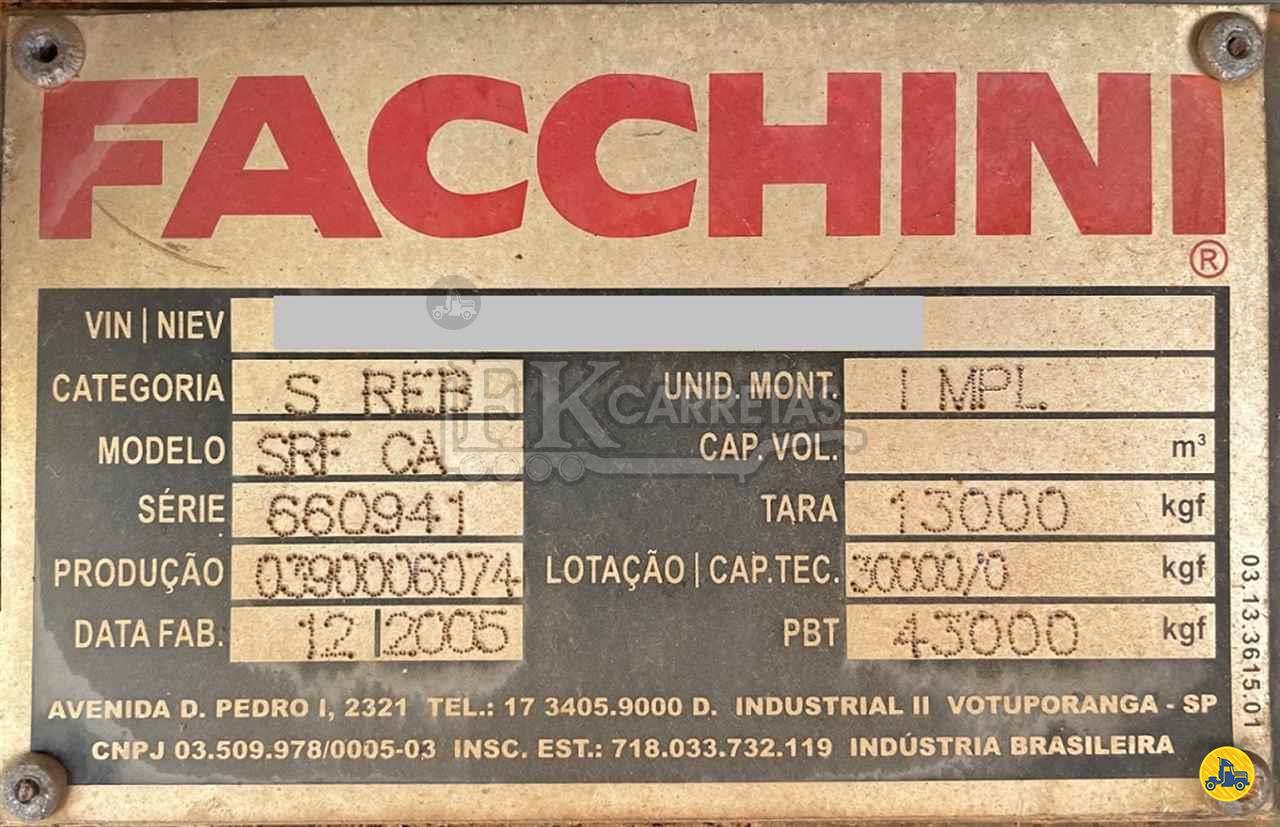 FACCHINI
®
VIN | NIEV
CATEGORIA S REB UNID. MONT. IMPL.
MODELO SRF CA CAP. VOL. m³
SÉRIE 660941 TARA 13000 kgf
PRODUÇÃO 0390006074 LOTAÇÃO | CAP.TEC. 30000/0 kgf
DATA FAB. 12 | 2005 PBT 43000 kgf
AVENIDA D. PEDRO I, 2321 TEL.: 17 3405.9000 D. INDUSTRIAL II VOTUPORANGA - SP
CNPJ 03.509.978/0005-03 INSC. EST.: 718.033.732.119 INDÚSTRIA BRASILEIRA
03.13.3615.01
FK CARRETAS